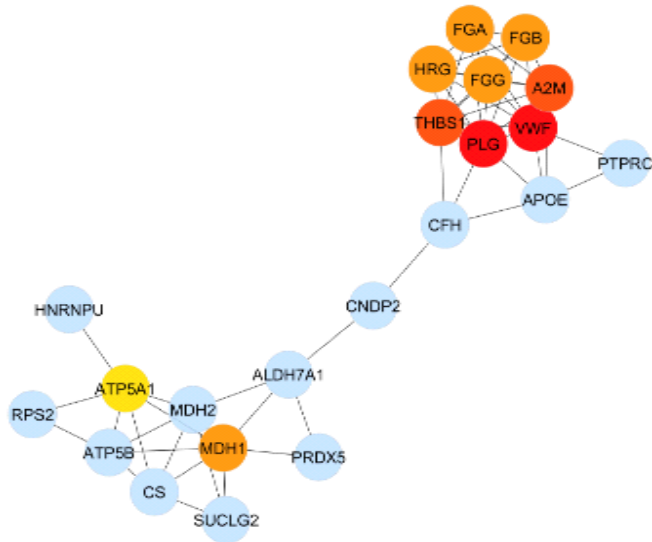 FGA
FGB
HRG
FGG
A2M
THBS1
VWF
PLG
PTPRC
APOE
CFH
CNDP2
HNRNPU
ALDH7A1
ATP5A1
MDH2
RPS2
MDH1
ATP5B
PRDX5
CS
SUCLG2